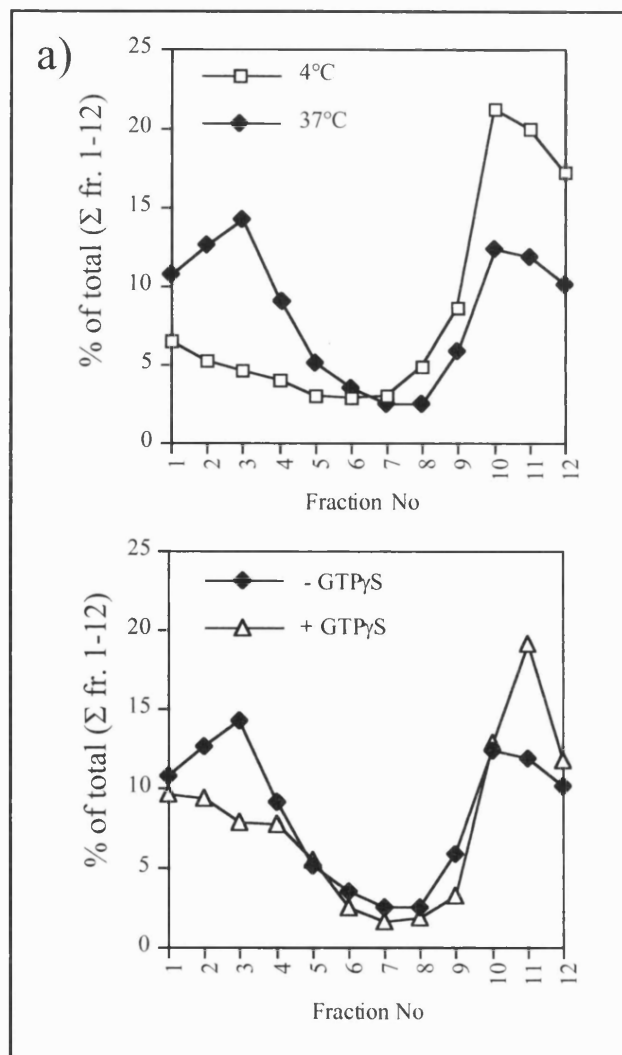 a)
% of total (Σ fr. 1-12)
25
20
15
10
5
0
4°C
37°C
1 2 3 4 5 6 7 8 9 10 11 12
Fraction No
% of total (Σ fr. 1-12)
25
20
15
10
5
0
- GTPγS
+ GTPγS
1 2 3 4 5 6 7 8 9 10 11 12
Fraction No